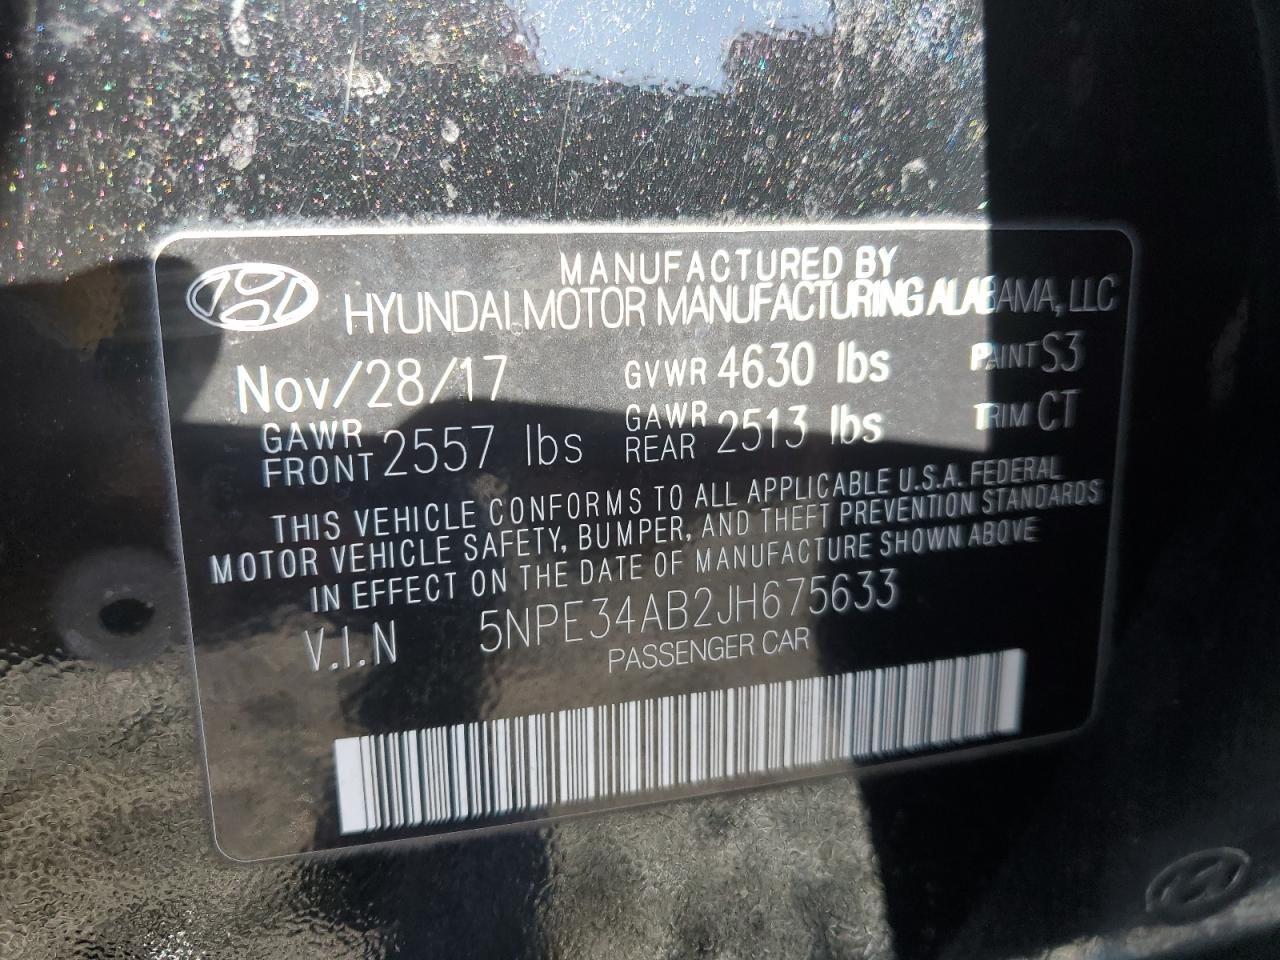 MANUFACTURED BY
HYUNDAI MOTOR MANUFACTURING ALABAMA, LLC
Nov/28/17 GVWR 4630 lbs PAINT S3
GAWR FRONT 2557 lbs GAWR REAR 2513 lbs TRIM CT
THIS VEHICLE CONFORMS TO ALL APPLICABLE U.S.A. FEDERAL
MOTOR VEHICLE SAFETY, BUMPER, AND THEFT PREVENTION STANDARDS
IN EFFECT ON THE DATE OF MANUFACTURE SHOWN ABOVE
V.I.N 5NPE34AB2JH675633
PASSENGER CAR